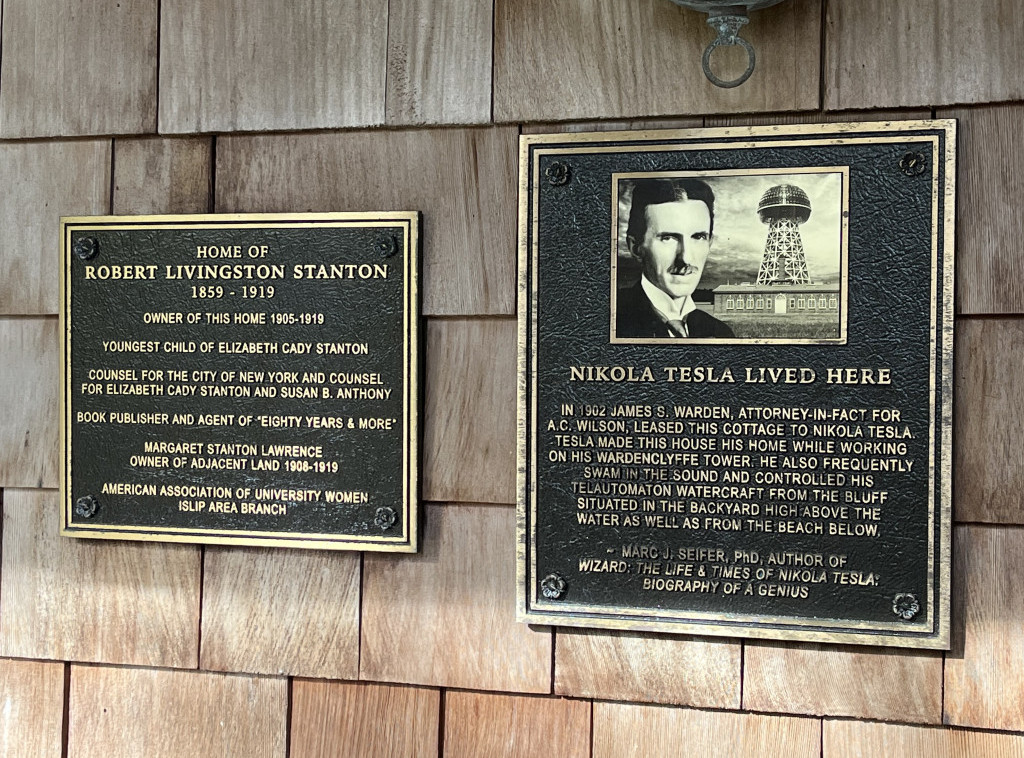 HOME OF
ROBERT LIVINGSTON STANTON
1859 - 1919
OWNER OF THIS HOME 1905-1919
YOUNGEST CHILD OF ELIZABETH CADY STANTON
COUNSEL FOR THE CITY OF NEW YORK AND COUNSEL
FOR ELIZABETH CADY STANTON AND SUSAN B. ANTHONY
BOOK PUBLISHER AND AGENT OF "EIGHTY YEARS & MORE"
MARGARET STANTON LAWRENCE
OWNER OF ADJACENT LAND 1908-1919
AMERICAN ASSOCIATION OF UNIVERSITY WOMEN
ISLIP AREA BRANCH
NIKOLA TESLA LIVED HERE
IN 1902 JAMES S. WARDEN, ATTORNEY-IN-FACT FOR
A.C. WILSON, LEASED THIS COTTAGE TO NIKOLA TESLA.
TESLA MADE THIS HOUSE HIS HOME WHILE WORKING
ON HIS WARDENCLYFFE TOWER. HE ALSO FREQUENTLY
SWAM IN THE SOUND AND CONTROLLED HIS
TELAUTOMATON WATERCRAFT FROM THE BLUFF
SITUATED IN THE BACKYARD HIGH ABOVE THE
WATER AS WELL AS FROM THE BEACH BELOW.
~ MARC J. SEIFER, PhD, AUTHOR OF
WIZARD: THE LIFE & TIMES OF NIKOLA TESLA:
BIOGRAPHY OF A GENIUS